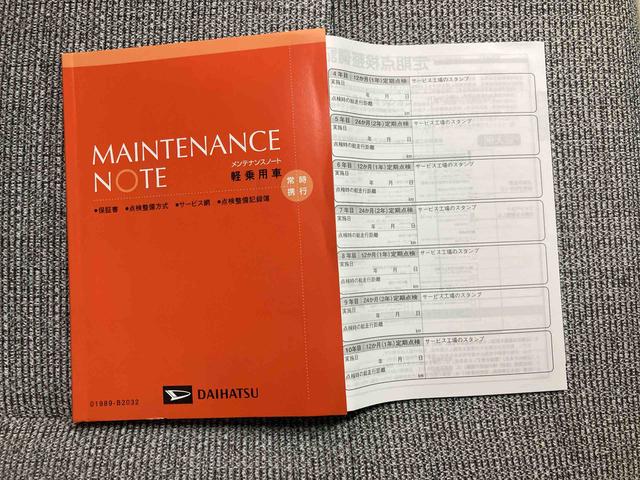 MAINTENANCE
NOTE
メンテナンスノート
軽乗用車
常時
携行
●保証書 ●点検整備方式 ●サービス網 ●点検整備記録簿
DAIHATSU
01989-B2032
定期点検整備
4年目 12か月(1年)定期点検 サービス工場のスタンプ
実施日
年 月 日
点検時の総走行距離
km
5年目 24か月(2年)定期点検 サービス工場のスタンプ
実施日
年 月 日
点検時の総走行距離
km
6年目 12か月(1年)定期点検 サービス工場のスタンプ
実施日
年 月 日
点検時の総走行距離
km
7年目 24か月(2年)定期点検 サービス工場のスタンプ
実施日
年 月 日
点検時の総走行距離
km
8年目 12か月(1年)定期点検 サービス工場のスタンプ
実施日
年 月 日
点検時の総走行距離
km
9年目 24か月(2年)定期点検 サービス工場のスタンプ
実施日
年 月 日
点検時の総走行距離
km
10年目 12か月(1年)定期点検 サービス工場のスタンプ
実施日
年 月 日
点検時の総走行距離
km